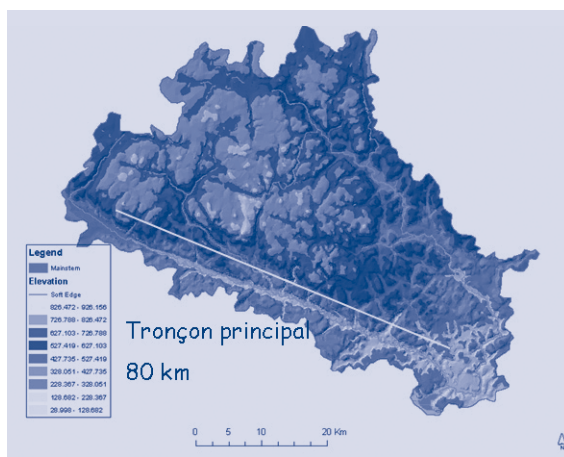 Legend
Mainstem
Elevation
Soft Edge
826.472 - 926.156
726.788 - 826.472
627.103 - 726.788
527.419 - 627.103
427.735 - 527.419
328.051 - 427.735
228.367 - 328.051
128.682 - 228.367
28.998 - 128.682
Tronçon principal
80 km
0 5 10 20 Km
N